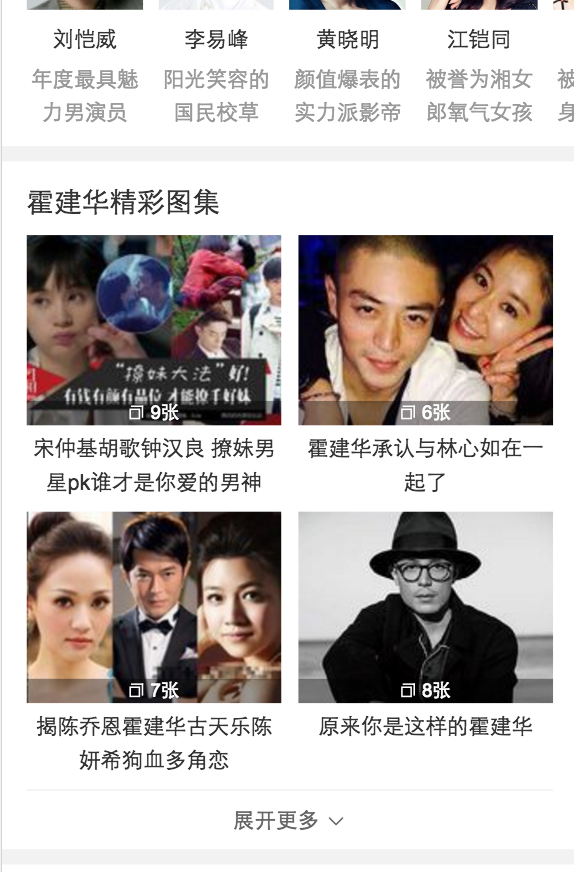 刘恺威
李易峰
黄晓明
江铠同
年度最具魅
力男演员
阳光笑容的
国民校草
颜值爆表的
实力派影帝
被誉为湘女
郎氧气女孩
被
身
霍建华精彩图集
“撩妹大法”好!
有钱有颜有品位 才能撩手好妹
9张
6张
宋仲基胡歌钟汉良 撩妹男
星pk谁才是你爱的男神
霍建华承认与林心如在一
起了
7张
8张
揭陈乔恩霍建华古天乐陈
妍希狗血多角恋
原来你是这样的霍建华
展开更多